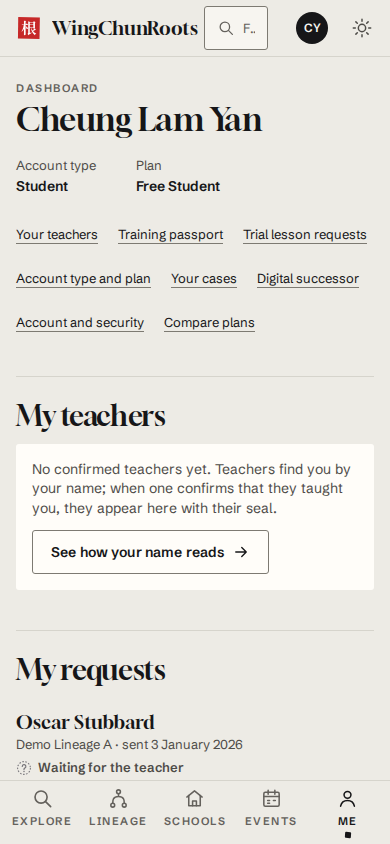 根 WingChunRoots F.. CY
DASHBOARD
Cheung Lam Yan
Account type Plan
Student Free Student
Your teachers Training passport Trial lesson requests
Account type and plan Your cases Digital successor
Account and security Compare plans
My teachers
No confirmed teachers yet. Teachers find you by
your name; when one confirms that they taught
you, they appear here with their seal.
See how your name reads →
My requests
Oscar Stubbard
Demo Lineage A · sent 3 January 2026
Waiting for the teacher
EXPLORE LINEAGE SCHOOLS EVENTS ME